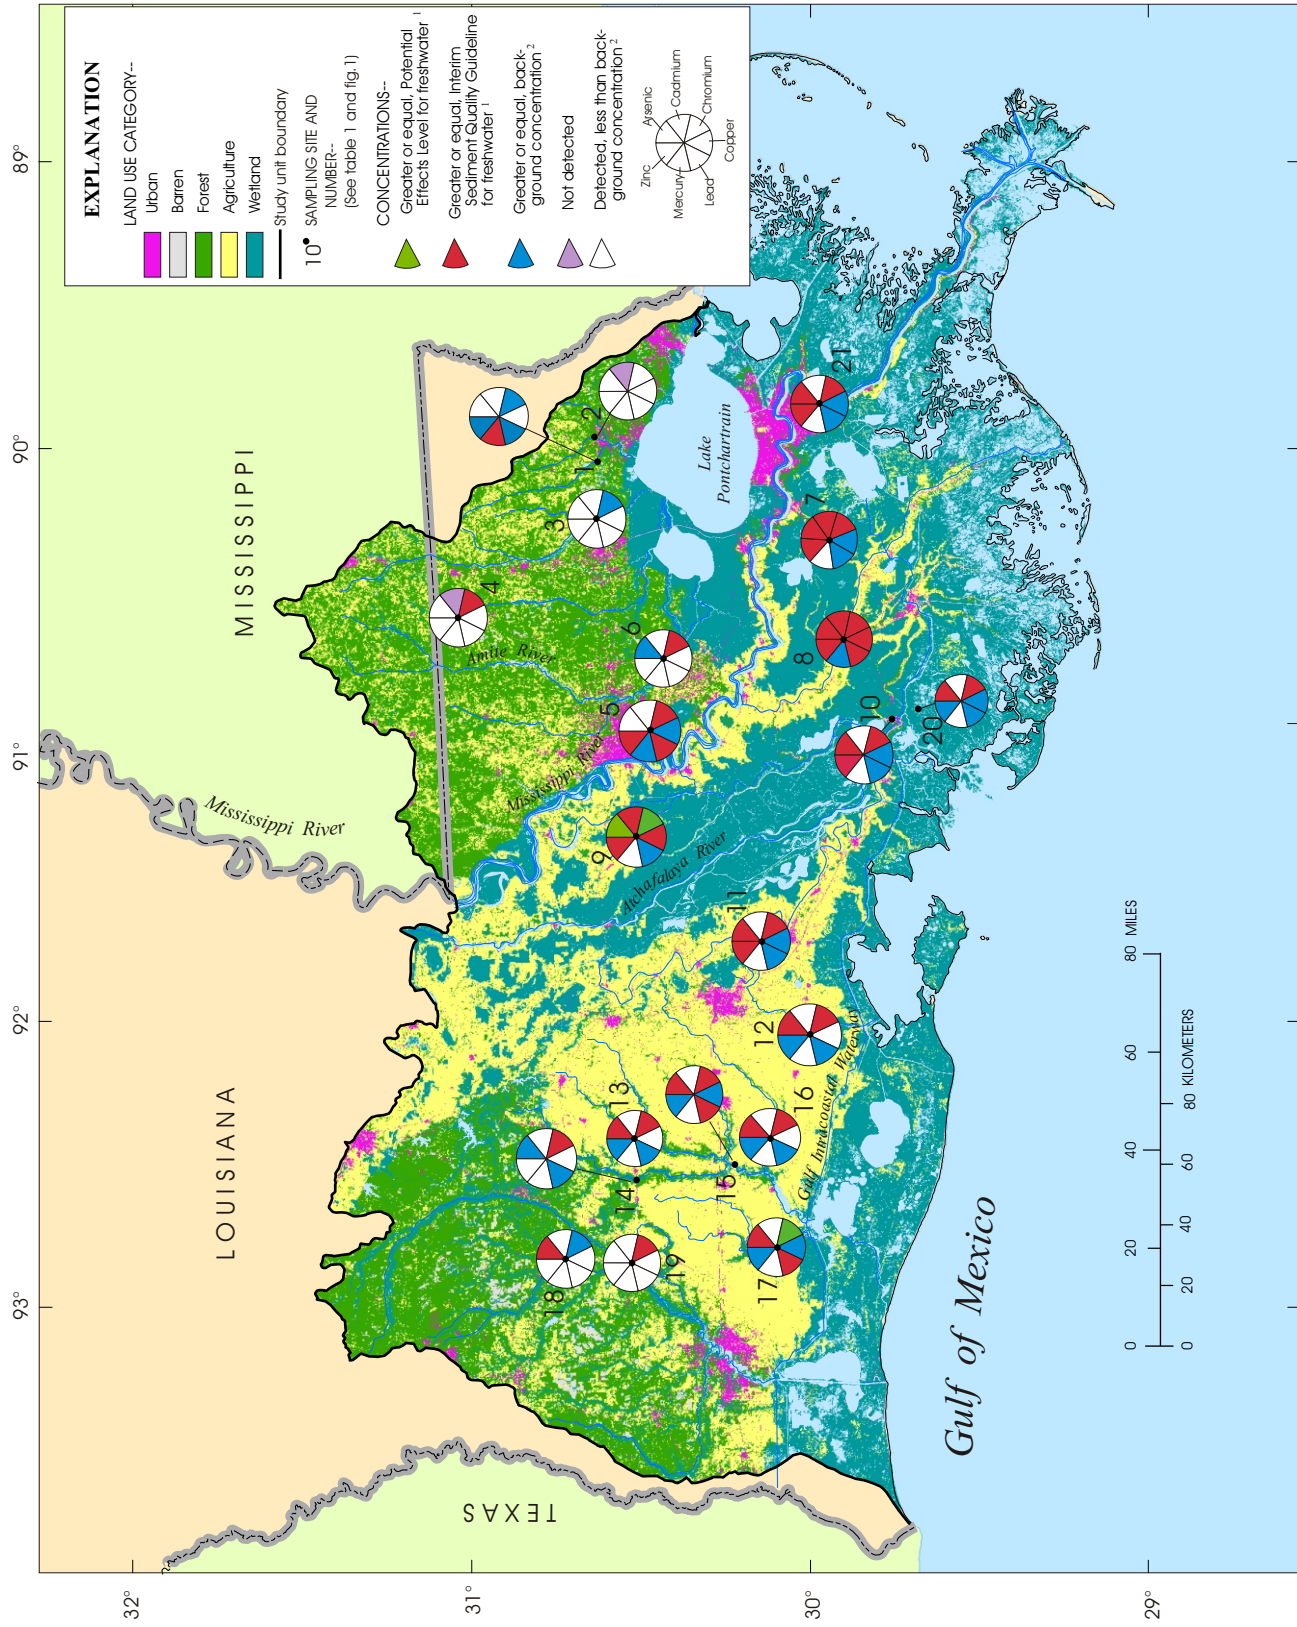 EXPLANATION
LAND USE CATEGORY--
Urban
Barren
Forest
Agriculture
Wetland
Study unit boundary
10 SAMPLING SITE AND
NUMBER--
(See table 1 and fig. 1)
CONCENTRATIONS--
Greater or equal, Potential
Effects Level for freshwater 1
Greater or equal, Interim
Sediment Quality Guideline
for freshwater 1
Greater or equal, back-
ground concentration 2
Not detected
Detected, less than back-
ground concentration 2
Zinc
Arsenic
Cadmium
Chromium
Copper
Lead
Mercury
93°
92°
91°
90°
89°
32°
31°
30°
29°
LOUISIANA
MISSISSIPPI
TEXAS
Mississippi River
Mississippi River
Amite River
Atchafalaya River
Lake
Pontchartrain
Gulf Intracoastal Waterway
Gulf of Mexico
1
2
3
4
5
6
7
8
9
10
11
12
13
14
15
16
17
18
19
20
21
0 20 40 60 80 MILES
0 20 40 60 80 KILOMETERS